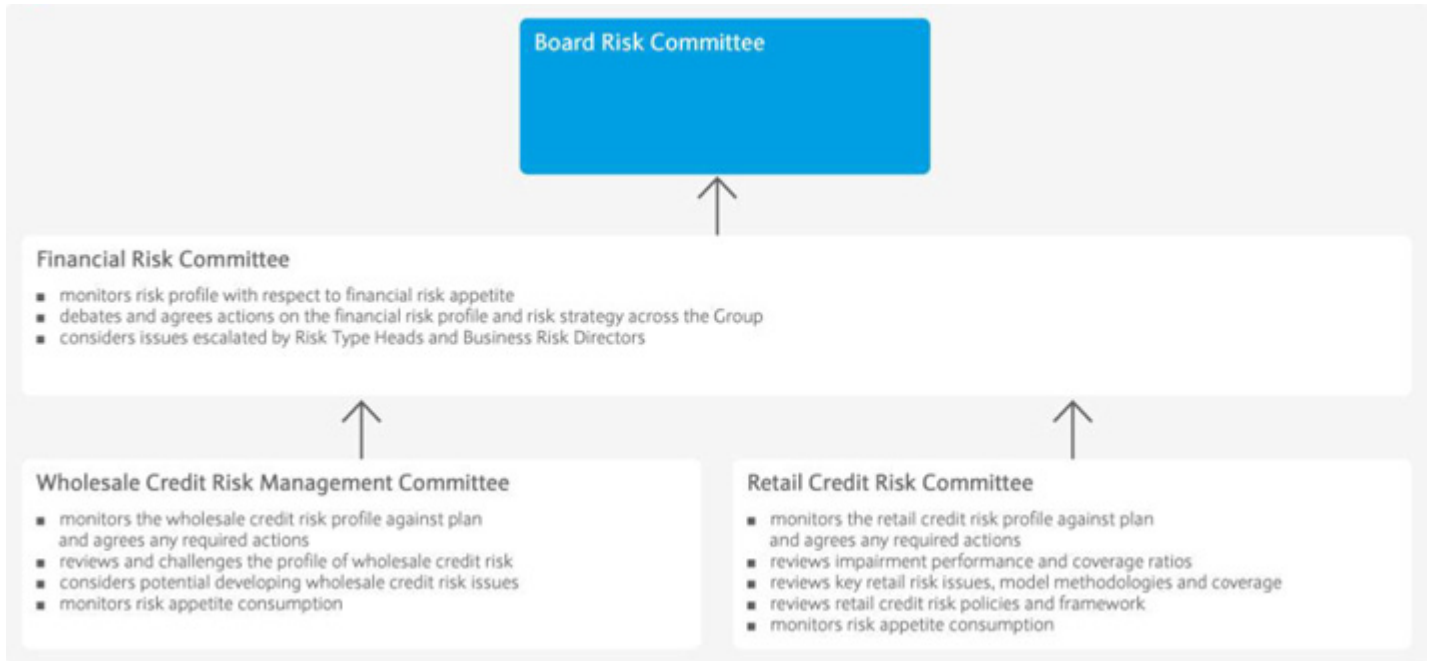 Board Risk Committee
Financial Risk Committee
▪ monitors risk profile with respect to financial risk appetite
▪ debates and agrees actions on the financial risk profile and risk strategy across the Group
▪ considers issues escalated by Risk Type Heads and Business Risk Directors
Wholesale Credit Risk Management Committee
▪ monitors the wholesale credit risk profile against plan
and agrees any required actions
▪ reviews and challenges the profile of wholesale credit risk
▪ considers potential developing wholesale credit risk issues
▪ monitors risk appetite consumption
Retail Credit Risk Committee
▪ monitors the retail credit risk profile against plan
and agrees any required actions
▪ reviews impairment performance and coverage ratios
▪ reviews key retail risk issues, model methodologies and coverage
▪ reviews retail credit risk policies and framework
▪ monitors risk appetite consumption